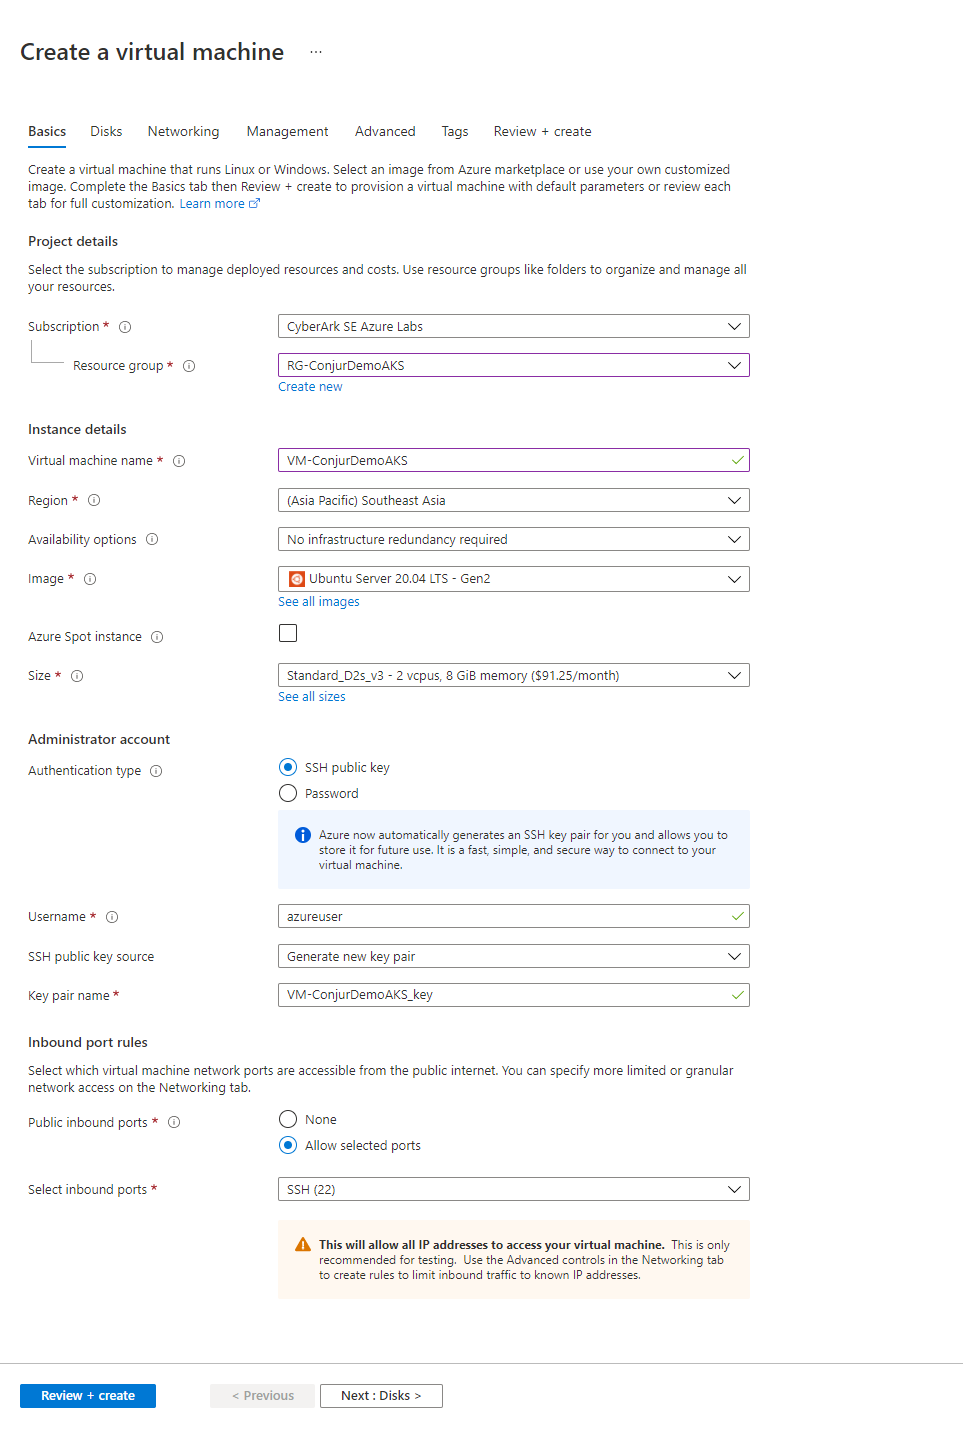 Create a virtual machine ...
Basics Disks Networking Management Advanced Tags Review + create
Create a virtual machine that runs Linux or Windows. Select an image from Azure marketplace or use your own customized
image. Complete the Basics tab then Review + create to provision a virtual machine with default parameters or review each
tab for full customization. Learn more
Project details
Select the subscription to manage deployed resources and costs. Use resource groups like folders to organize and manage all
your resources.
Subscription * CyberArk SE Azure Labs
Resource group * RG-ConjurDemoAKS
Create new
Instance details
Virtual machine name * VM-ConjurDemoAKS
Region * (Asia Pacific) Southeast Asia
Availability options No infrastructure redundancy required
Image * Ubuntu Server 20.04 LTS - Gen2
See all images
Azure Spot instance
Size * Standard_D2s_v3 - 2 vcpus, 8 GiB memory ($91.25/month)
See all sizes
Administrator account
Authentication type SSH public key
Password
Azure now automatically generates an SSH key pair for you and allows you to
store it for future use. It is a fast, simple, and secure way to connect to your
virtual machine.
Username * azureuser
SSH public key source Generate new key pair
Key pair name * VM-ConjurDemoAKS_key
Inbound port rules
Select which virtual machine network ports are accessible from the public internet. You can specify more limited or granular
network access on the Networking tab.
Public inbound ports * None
Allow selected ports
Select inbound ports * SSH (22)
This will allow all IP addresses to access your virtual machine. This is only
recommended for testing. Use the Advanced controls in the Networking tab
to create rules to limit inbound traffic to known IP addresses.
Review + create < Previous Next : Disks >